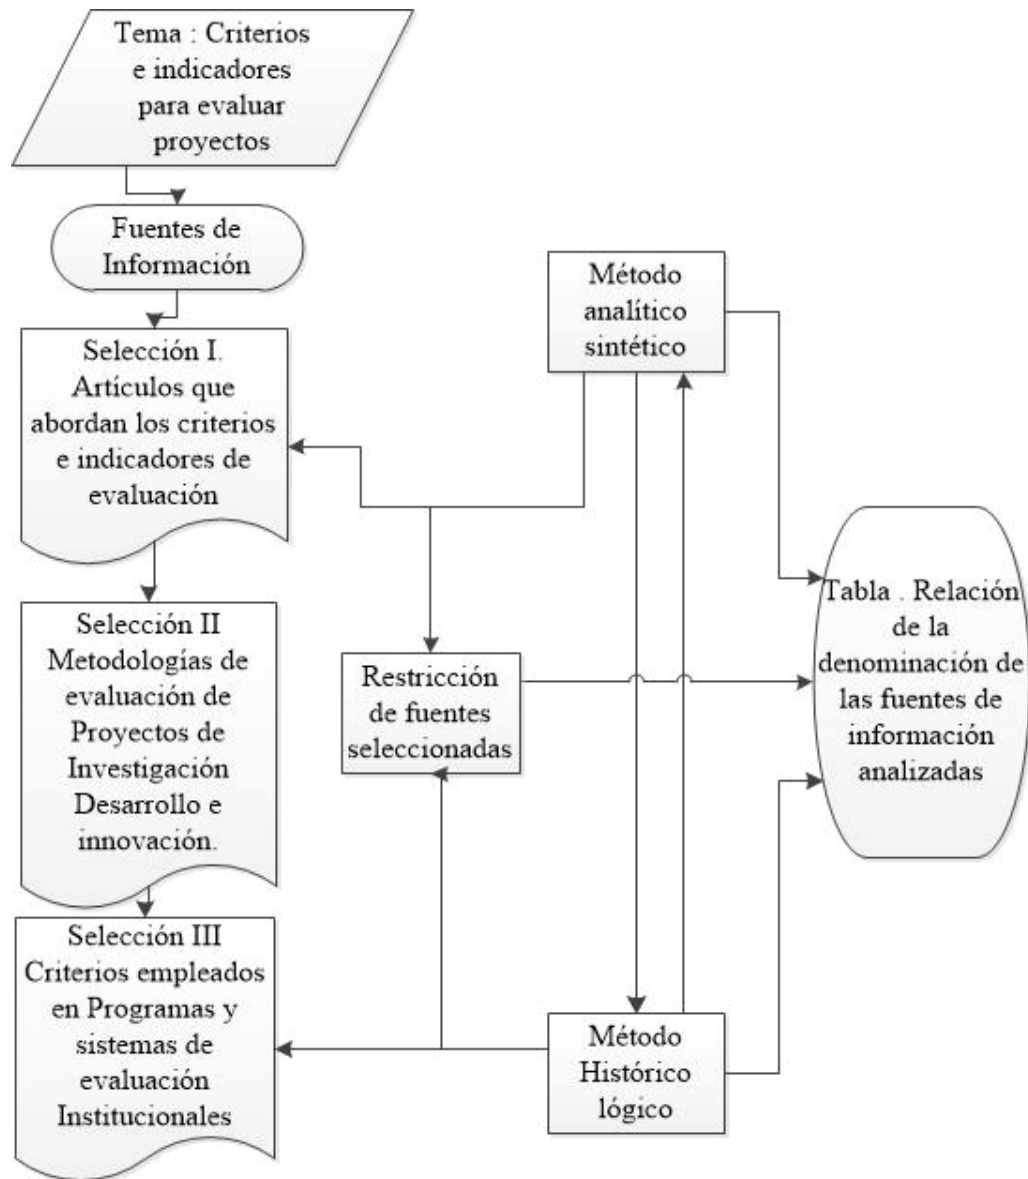 Tema : Criterios
e indicadores
para evaluar
proyectos
Fuentes de
Información
Selección I.
Artículos que
abordan los criterios
e indicadores de
evaluación
Selección II
Metodologías de
evaluación de
Proyectos de
Investigación
Desarrollo e
innovación.
Selección III
Criterios empleados
en Programas y
sistemas de
evaluación
Institucionales
Restricción
de fuentes
seleccionadas
Método
analítico
sintético
Método
Histórico
lógico
Tabla . Relación
de la
denominación de
las fuentes de
información
analizadas